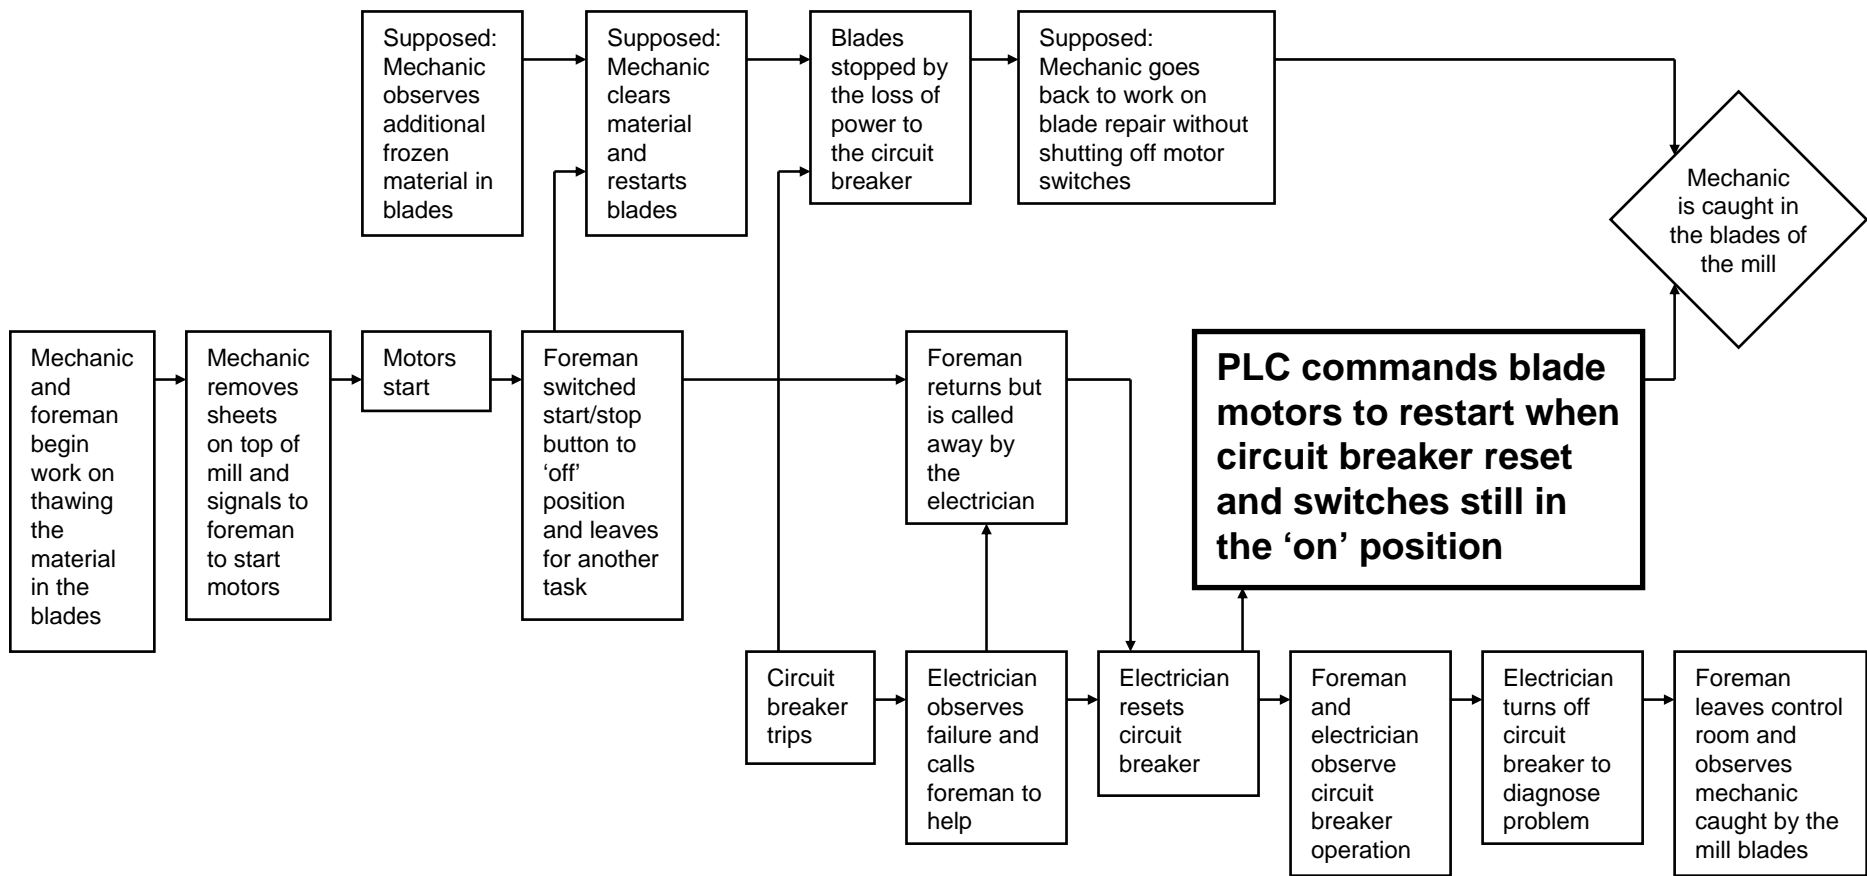 Supposed:
Mechanic
observes
additional
frozen
material in
blades
Supposed:
Mechanic
clears
material
and
restarts
blades
Blades
stopped by
the loss of
power to
the circuit
breaker
Supposed:
Mechanic goes
back to work on
blade repair without
shutting off motor
switches
Mechanic
is caught in
the blades of
the mill
Mechanic
and
foreman
begin
work on
thawing
the
material
in the
blades
Mechanic
removes
sheets
on top of
mill and
signals to
foreman
to start
motors
Motors
start
Foreman
switched
start/stop
button to
‘off’
position
and leaves
for another
task
Foreman
returns but
is called
away by
the
electrician
PLC commands blade
motors to restart when
circuit breaker reset
and switches still in
the ‘on’ position
Circuit
breaker
trips
Electrician
observes
failure and
calls
foreman to
help
Electrician
resets
circuit
breaker
Foreman
and
electrician
observe
circuit
breaker
operation
Electrician
turns off
circuit
breaker to
diagnose
problem
Foreman
leaves control
room and
observes
mechanic
caught by the
mill blades